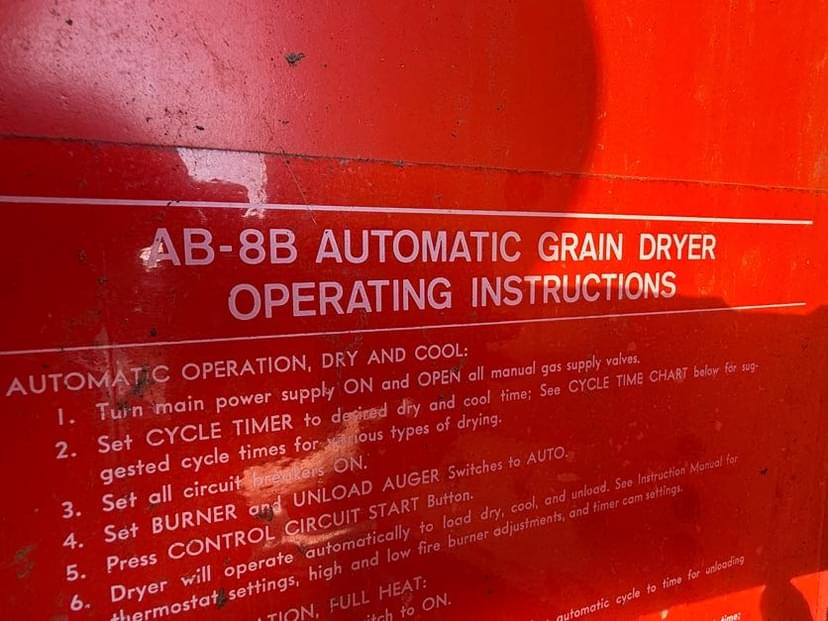 AB-8B AUTOMATIC GRAIN DRYER
OPERATING INSTRUCTIONS
AUTOMATIC OPERATION, DRY AND COOL:
1. Turn main power supply ON and OPEN all manual gas supply valves.
2. Set CYCLE TIMER to desired dry and cool time; See CYCLE TIME CHART below for sug-
gested cycle times for various types of drying.
3. Set all circuit breakers ON.
4. Set BURNER and UNLOAD AUGER Switches to AUTO.
5. Press CONTROL CIRCUIT START Button.
6. Dryer will operate automatically to load dry, cool, and unload. See Instruction Manual for
thermostat settings, high and low fire burner adjustments, and timer cam settings.
FULL HEAT:
to ON.
automatic cycle to time for unloading
time;